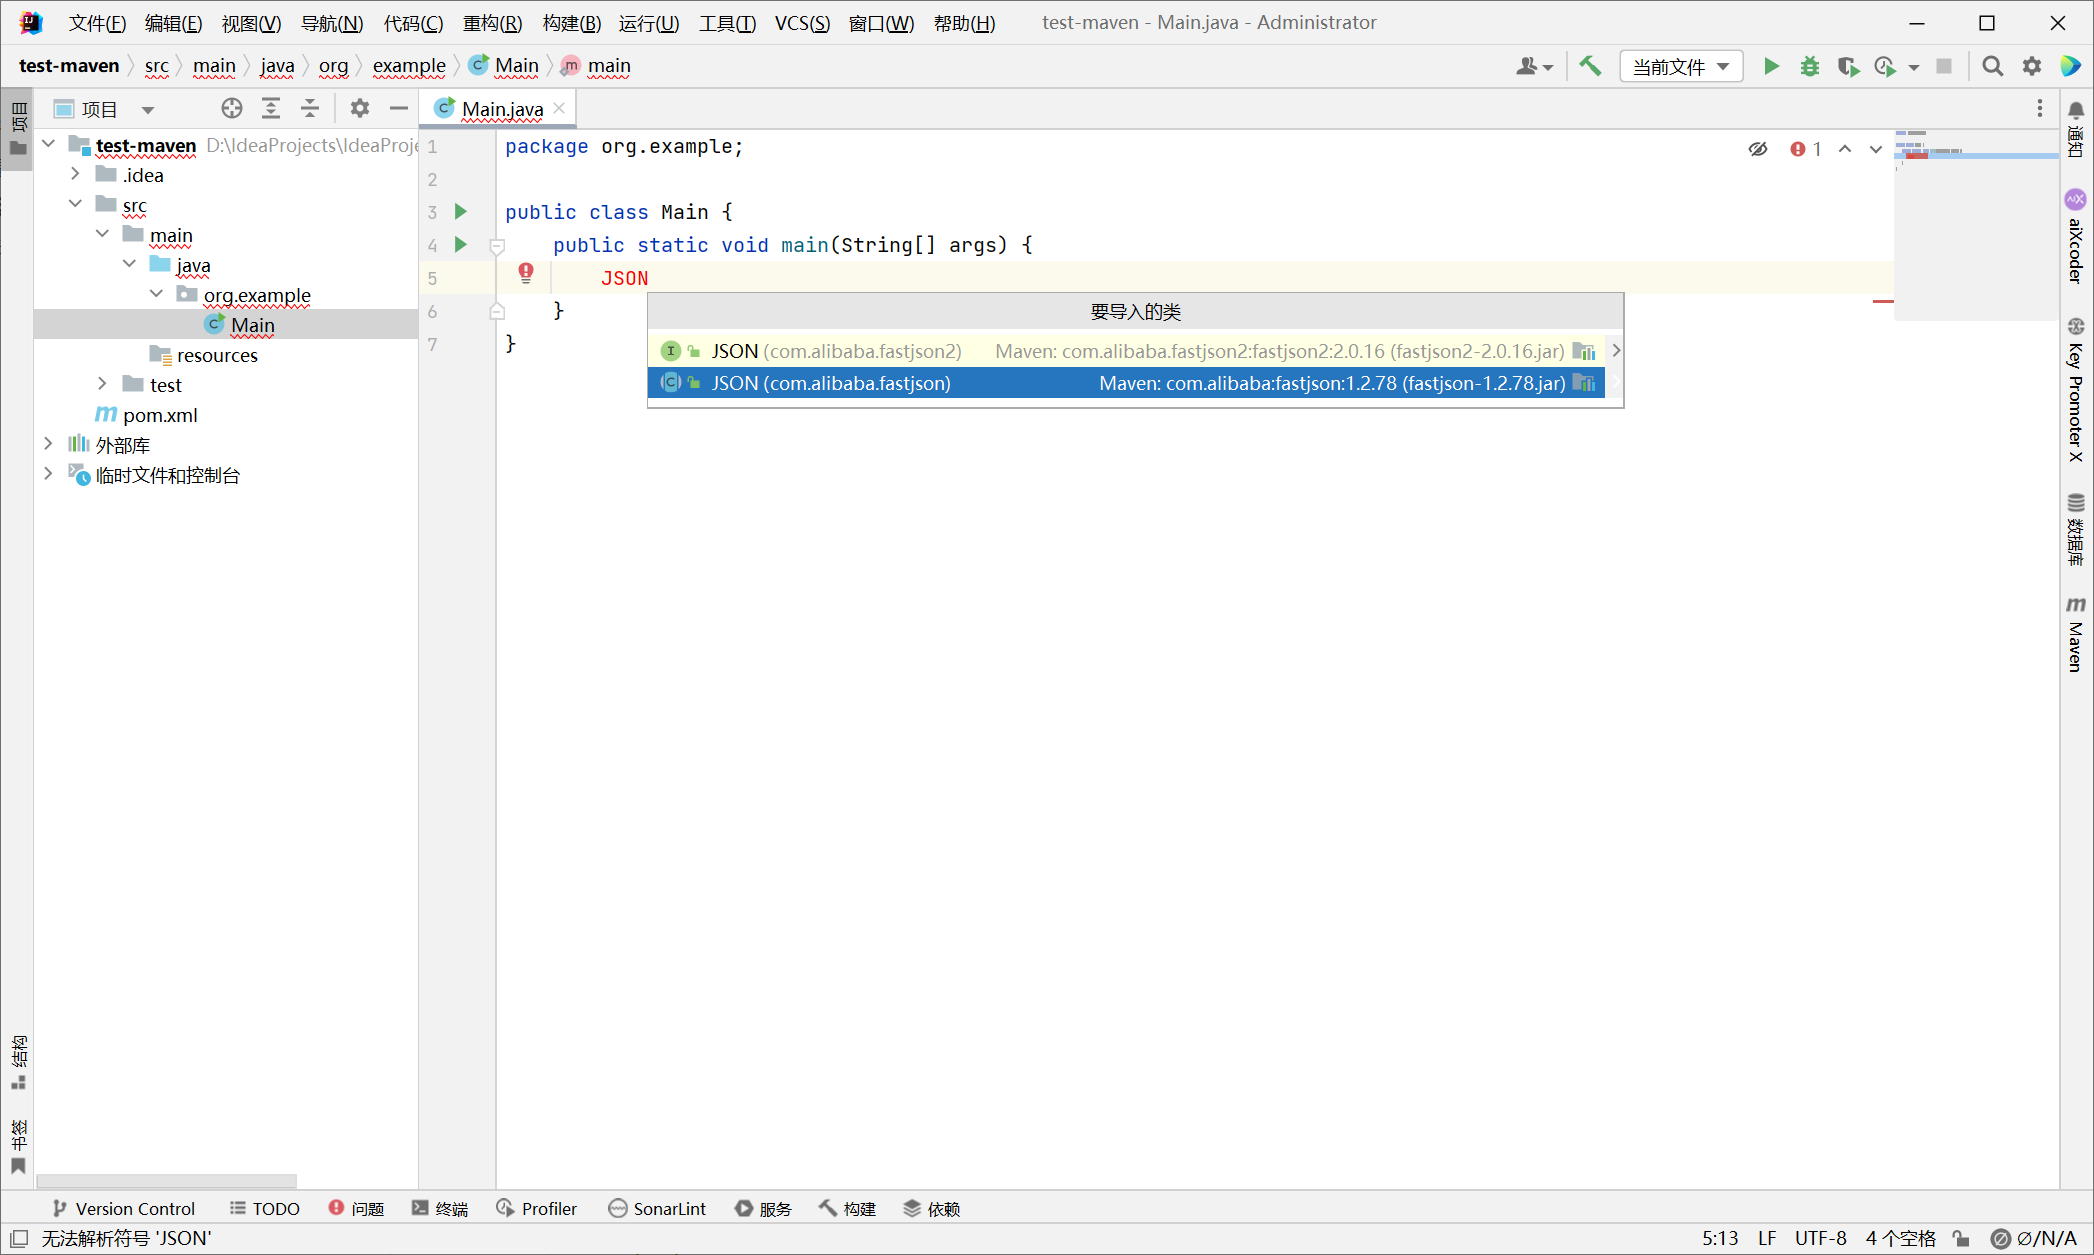 文件(F) 编辑(E) 视图(V) 导航(N) 代码(C) 重构(R) 构建(B) 运行(U) 工具(T) VCS(S) 窗口(W) 帮助(H) test-maven - Main.java - Administrator
test-maven src main java org example Main main 当前文件
项目 Main.java
test-maven D:\IdeaProjects\IdeaProje
.idea
src
main
java
org.example
Main
resources
test
pom.xml
外部库
临时文件和控制台
项目
结构
书签
1 package org.example;
2
3 public class Main {
4 public static void main(String[] args) {
5 JSON
6 }
7 }
1
要导入的类
JSON (com.alibaba.fastjson2) Maven: com.alibaba.fastjson2:fastjson2:2.0.16 (fastjson2-2.0.16.jar)
JSON (com.alibaba.fastjson) Maven: com.alibaba:fastjson:1.2.78 (fastjson-1.2.78.jar)
通知
aiXcoder
Key Promoter X
数据库
Maven
Version Control TODO 问题 终端 Profiler SonarLint 服务 构建 依赖
无法解析符号 'JSON' 5:13 LF UTF-8 4 个空格 ∅/N/A